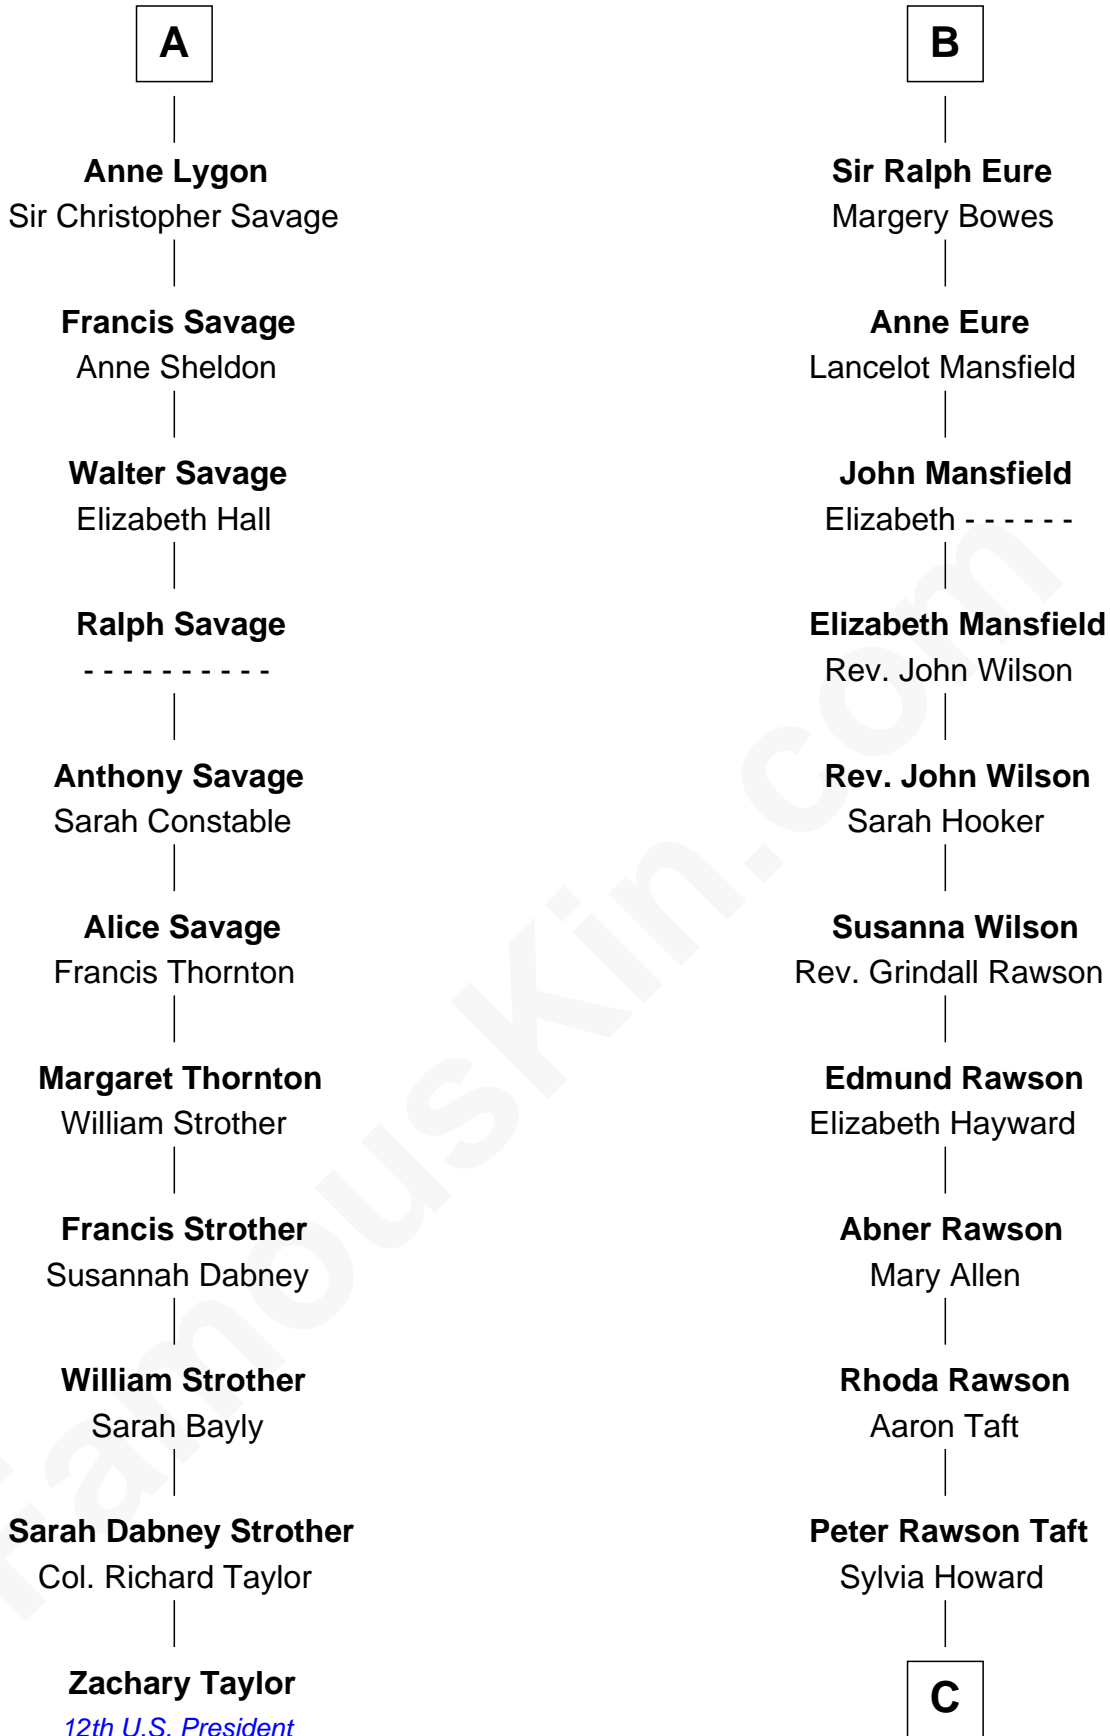 A
Anne Lygon
Sir Christopher Savage
Francis Savage
Anne Sheldon
Walter Savage
Elizabeth Hall
Ralph Savage
- - - - - - - - - -
Anthony Savage
Sarah Constable
Alice Savage
Francis Thornton
Margaret Thornton
William Strother
Francis Strother
Susannah Dabney
William Strother
Sarah Bayly
Sarah Dabney Strother
Col. Richard Taylor
Zachary Taylor
12th U.S. President
B
Sir Ralph Eure
Margery Bowes
Anne Eure
Lancelot Mansfield
John Mansfield
Elizabeth - - - - - -
Elizabeth Mansfield
Rev. John Wilson
Rev. John Wilson
Sarah Hooker
Susanna Wilson
Rev. Grindall Rawson
Edmund Rawson
Elizabeth Hayward
Abner Rawson
Mary Allen
Rhoda Rawson
Aaron Taft
Peter Rawson Taft
Sylvia Howard
C
FamousKin.com